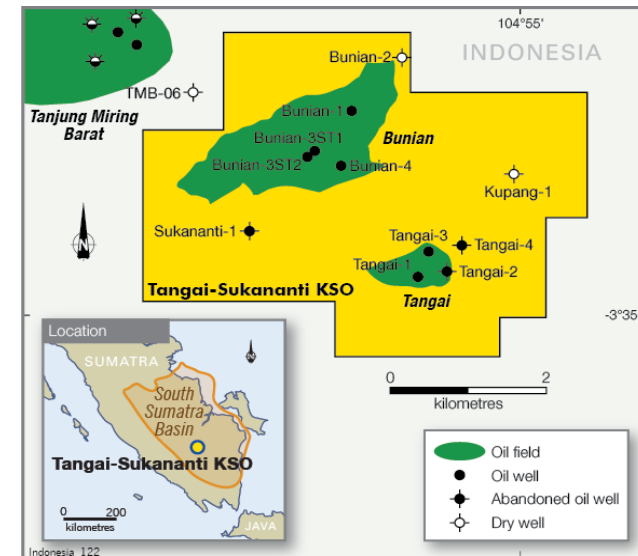 104°55'
INDONESIA
Bunian-2
TMB-06
Tanjung Miring
Barat
Bunian-1
Bunian
Bunian-3ST1
Bunian-3ST2
Bunian-4
Kupang-1
Sukananti-1
Tangai-3
Tangai-4
Tangai-1
Tangai-2
Tangai-Sukananti KSO
Tangai
N
-3°35
0 2
kilometres
Location
SUMATRA
South
Sumatra
Basin
Tangai-Sukananti KSO
0 200
kilometres
JAVA
Oil field
Oil well
Abandoned oil well
Dry well
Indonesia 122